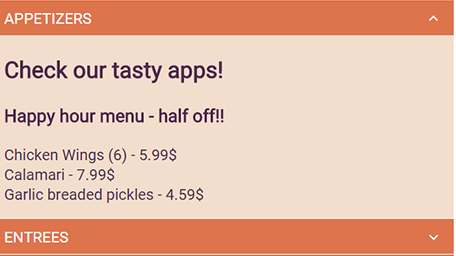 APPETIZERS
Check our tasty apps!
Happy hour menu - half off!!
Chicken Wings (6) - 5.99$
Calamari - 7.99$
Garlic breaded pickles - 4.59$
ENTREES